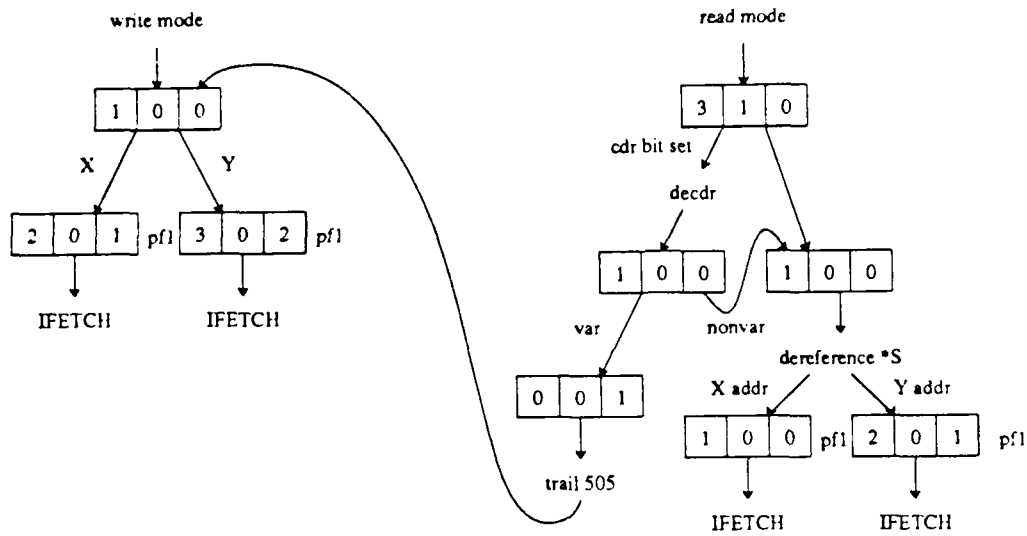 write mode
read mode
1 0 0
3 1 0
cdr bit set
X
Y
decdr
2 0 1 pf1
3 0 2 pf1
1 0 0
1 0 0
IFETCH
IFETCH
var
nonvar
dereference *S
0 0 1
X addr
Y addr
1 0 0 pf1
2 0 1 pf1
trail 505
IFETCH
IFETCH